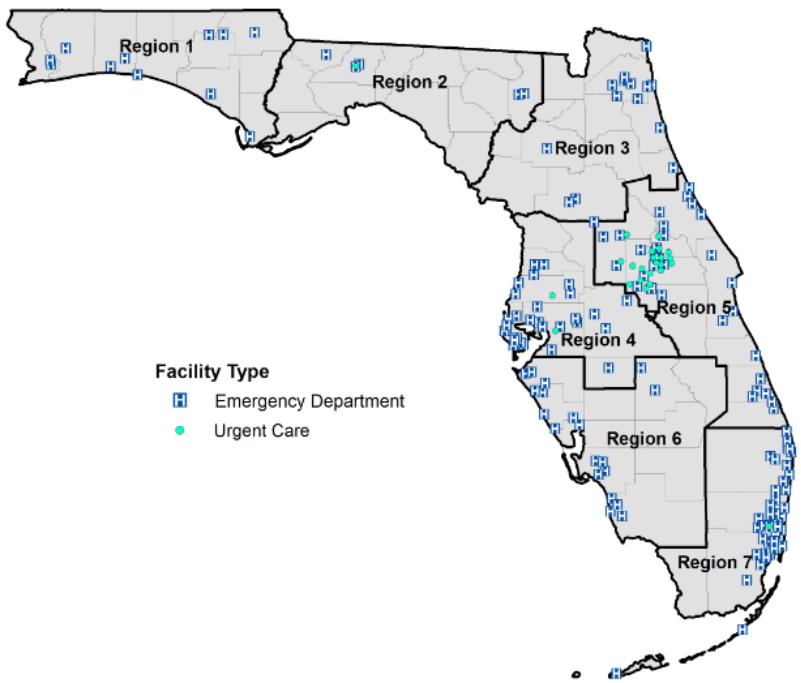 Region 1
Region 2
Region 3
Region 5
Region 4
Facility Type
H Emergency Department
Urgent Care
Region 6
Region 7